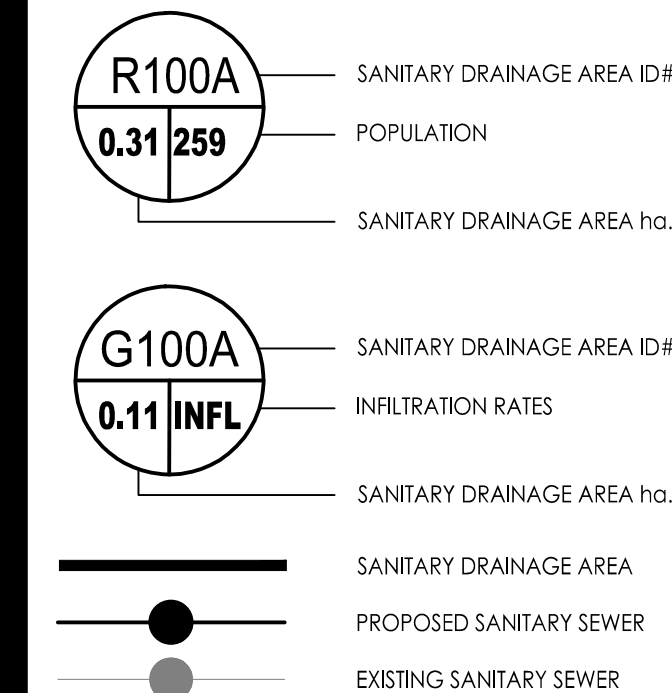 R100A
SANITARY DRAINAGE AREA ID#
0.31 259
POPULATION
SANITARY DRAINAGE AREA ha.
G100A
SANITARY DRAINAGE AREA ID#
0.11 INFL
INFILTRATION RATES
SANITARY DRAINAGE AREA ha.
SANITARY DRAINAGE AREA
PROPOSED SANITARY SEWER
EXISTING SANITARY SEWER